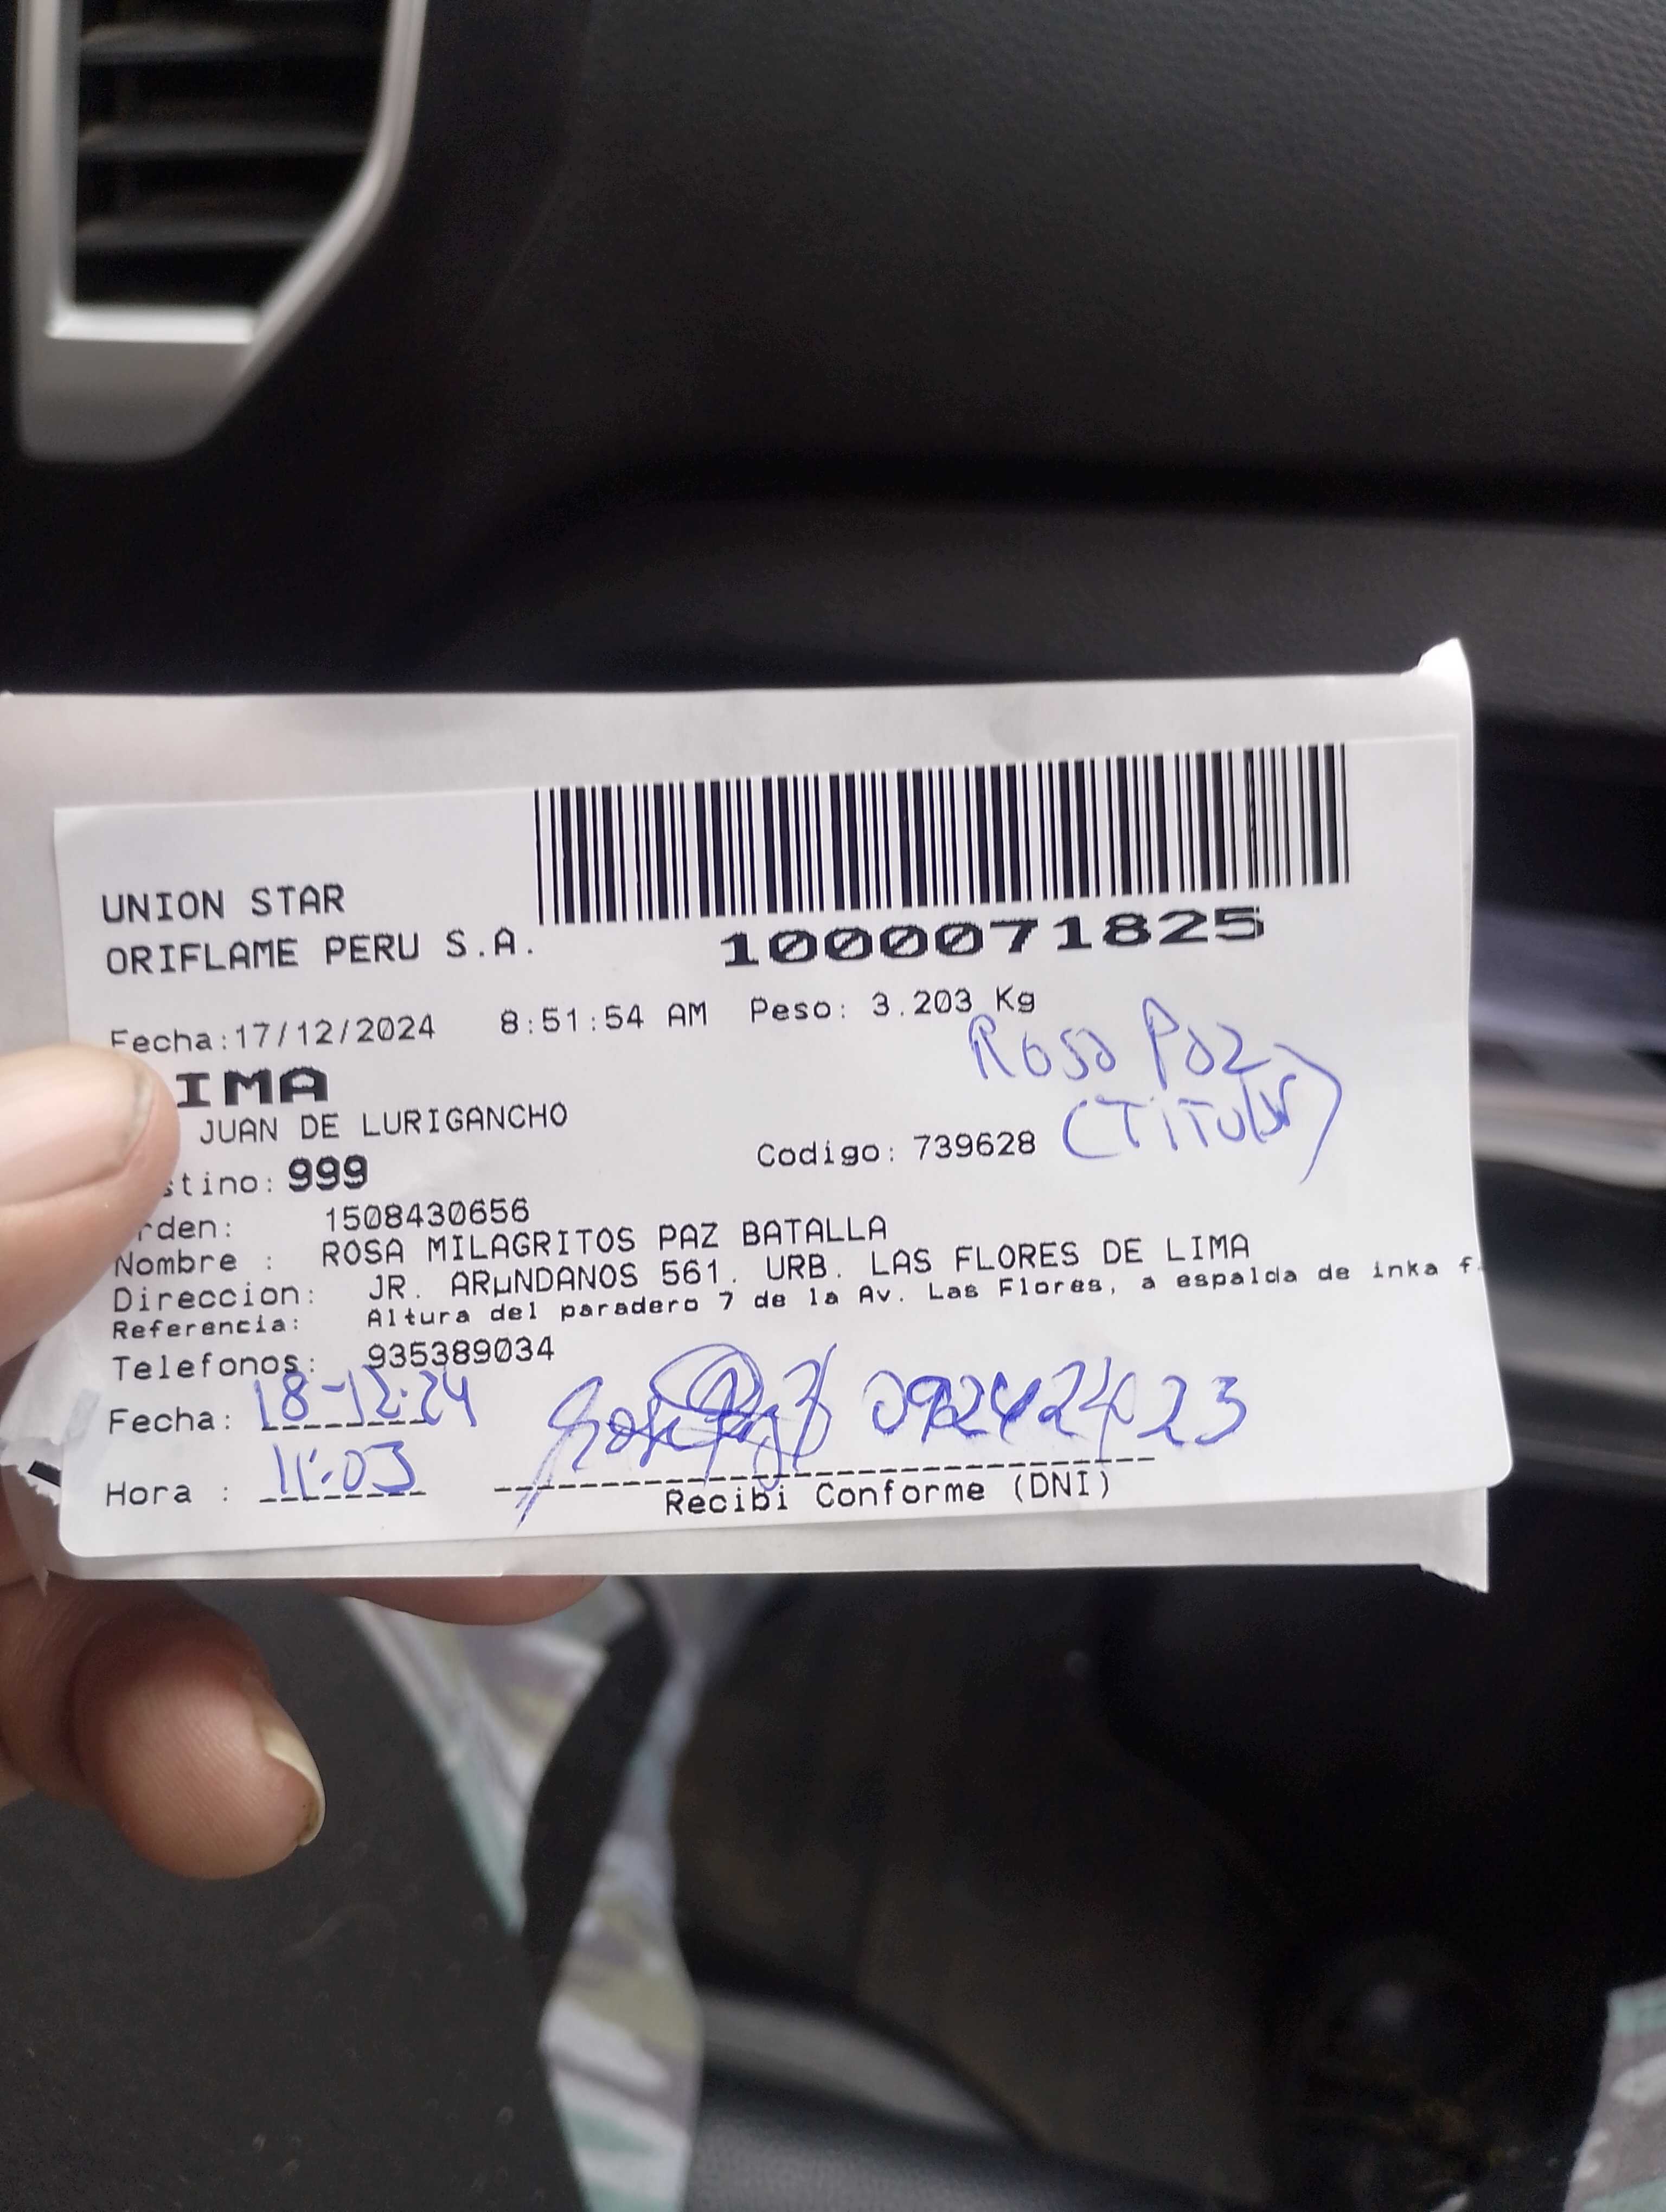 UNION STAR
ORIFLAME PERU S.A.
1000071825
Fecha:17/12/2024 8:51:54 AM Peso: 3.203 Kg
Rosa Paz
IMA
(TiTular)
JUAN DE LURIGANCHO
Codigo: 739628
stino: 999
rden: 1508430656
Nombre : ROSA MILAGRITOS PAZ BATALLA
Direccion: JR. ARµNDANOS 561. URB. LAS FLORES DE LIMA
Referencia: Altura del paradero 7 de la Av. Las Flores, a espalda de inka f
Telefonos: 935389034
Fecha: 18-12-24
Hora : 11:03
Recibi Conforme (DNI)